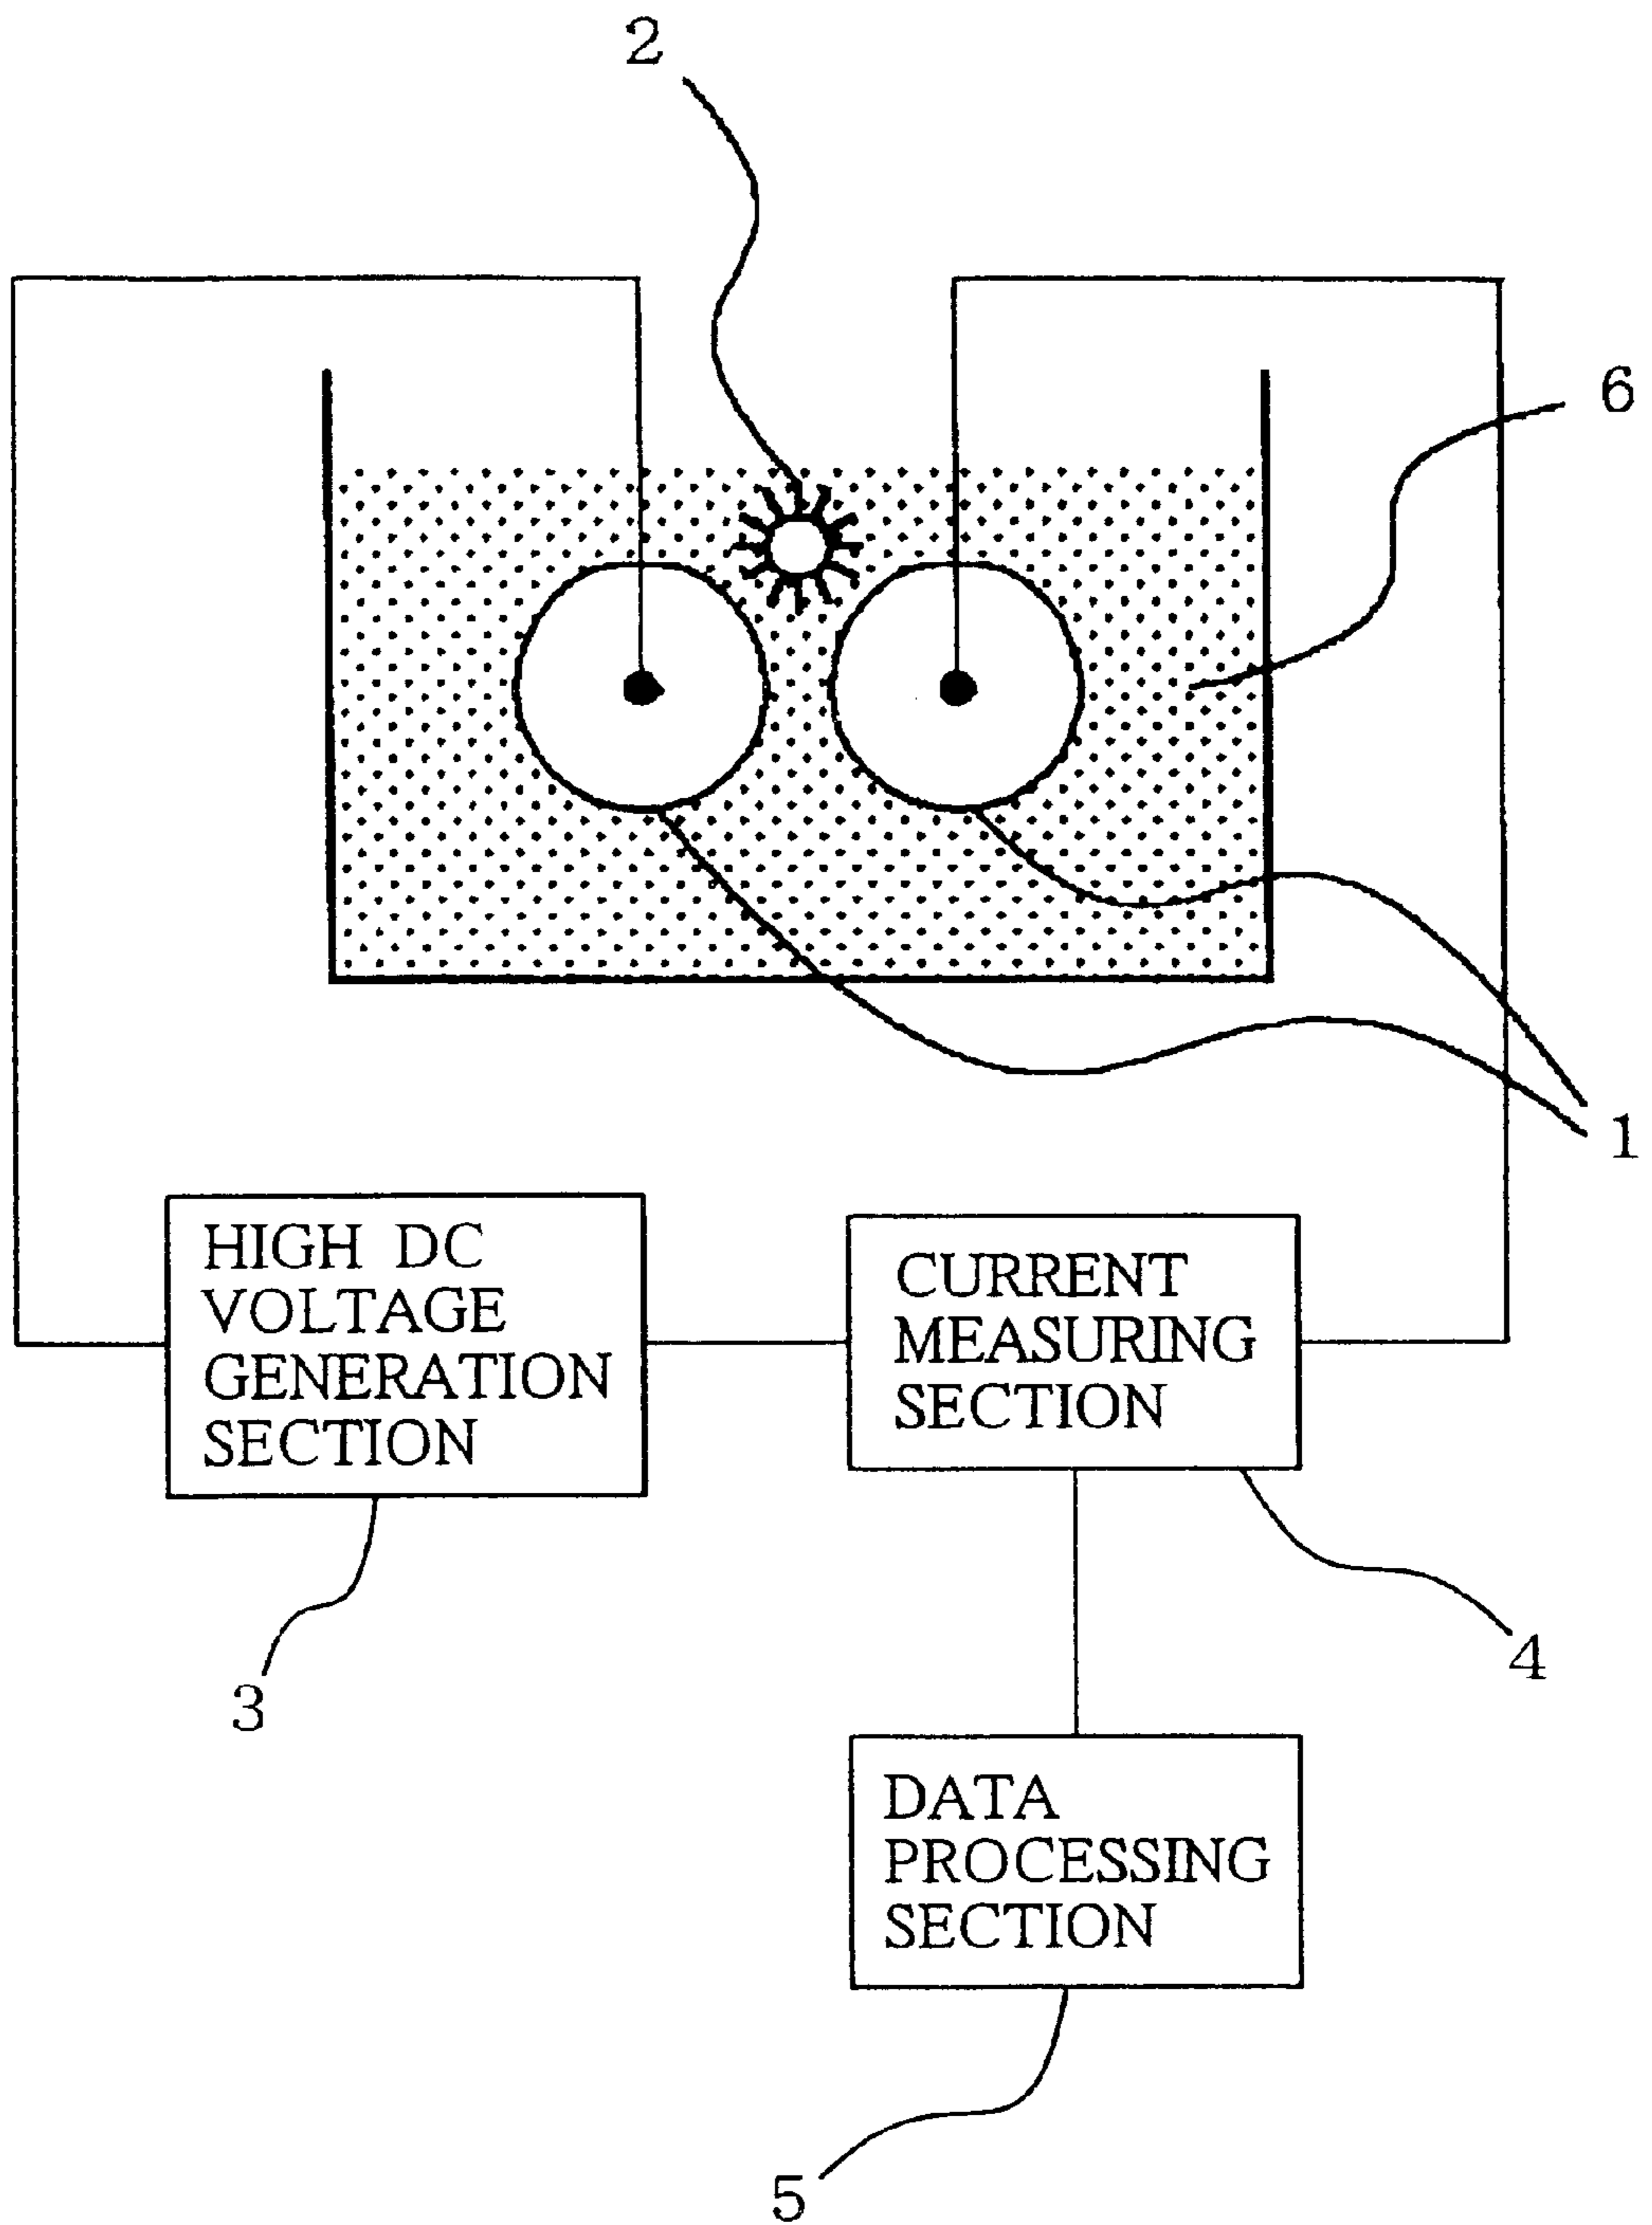 2
6
1
HIGH DC
VOLTAGE
GENERATION
SECTION
CURRENT
MEASURING
SECTION
3
4
DATA
PROCESSING
SECTION
5